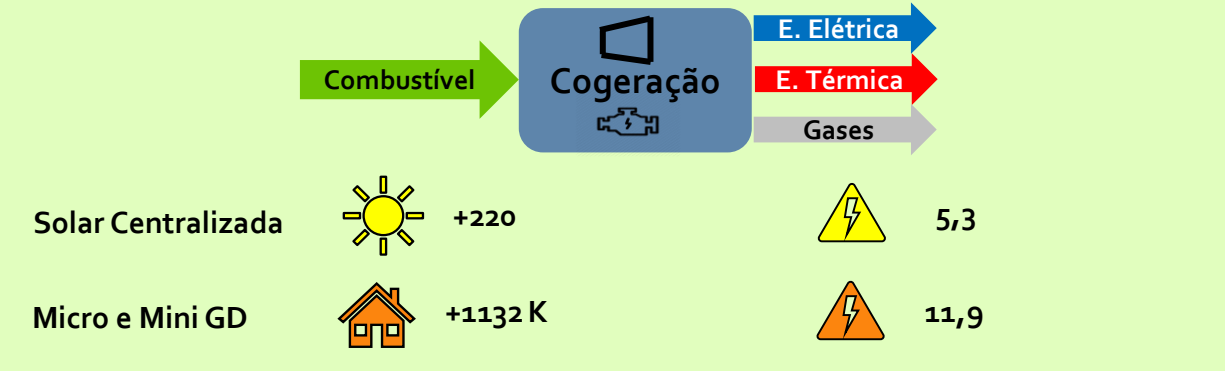 E. Elétrica
Combustível
Cogeração
E. Térmica
Gases
Solar Centralizada +220 5,3
Micro e Mini GD +1132 K 11,9